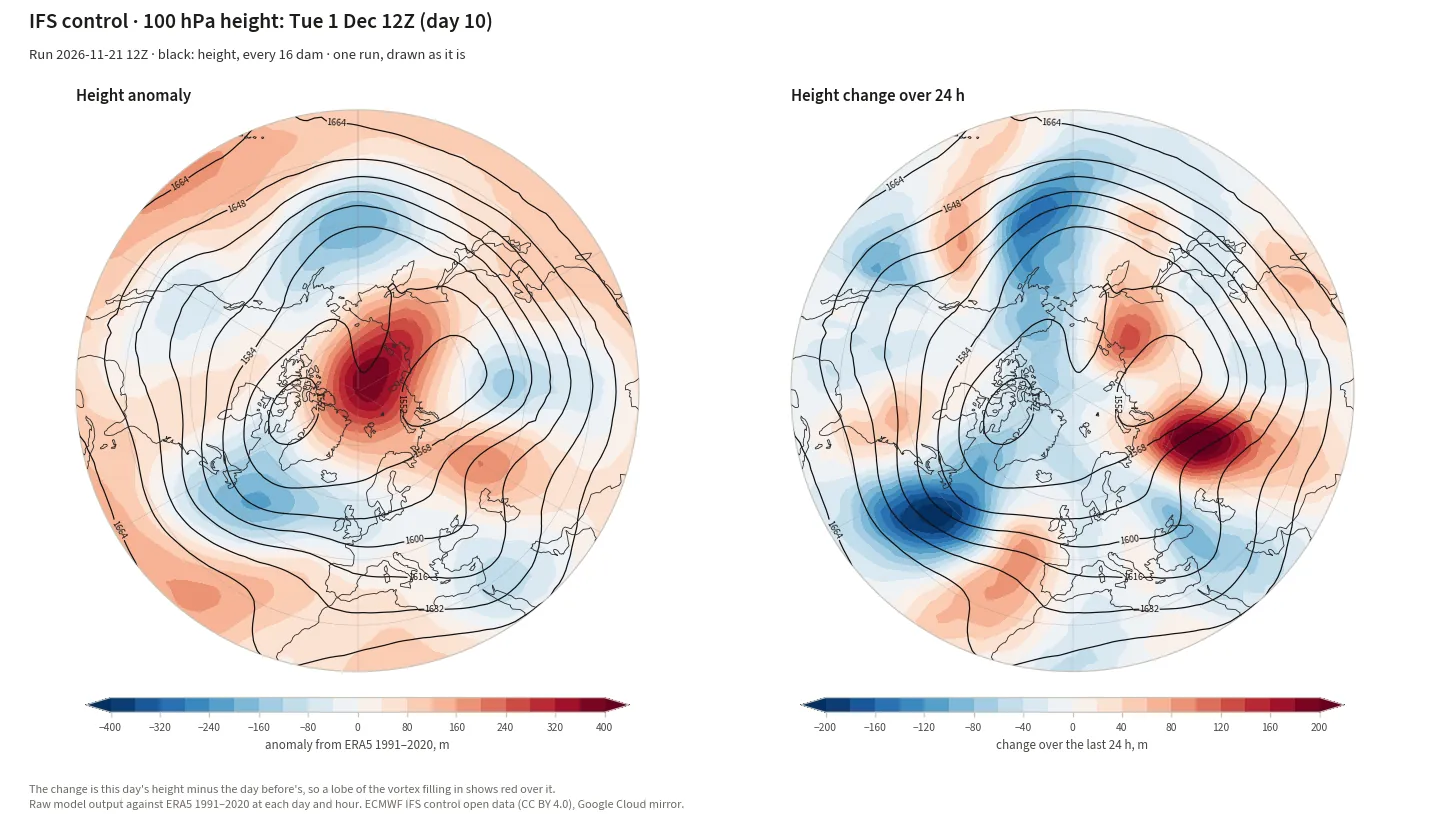 IFS control · 100 hPa height: Tue 1 Dec 12Z (day 10)
Run 2026-11-21 12Z · black: height, every 16 dam · one run, drawn as it is
Height anomaly
Height change over 24 h
1664
1664
1648
1584
1552
1568
1664
1600
1616
1632
1664
1664
1648
1584
1552
1568
1664
1600
1616
1632
−400 −320 −240 −160 −80 0 80 160 240 320 400
anomaly from ERA5 1991–2020, m
−200 −160 −120 −80 −40 0 40 80 120 160 200
change over the last 24 h, m
The change is this day's height minus the day before's, so a lobe of the vortex filling in shows red over it.
Raw model output against ERA5 1991–2020 at each day and hour. ECMWF IFS control open data (CC BY 4.0), Google Cloud mirror.